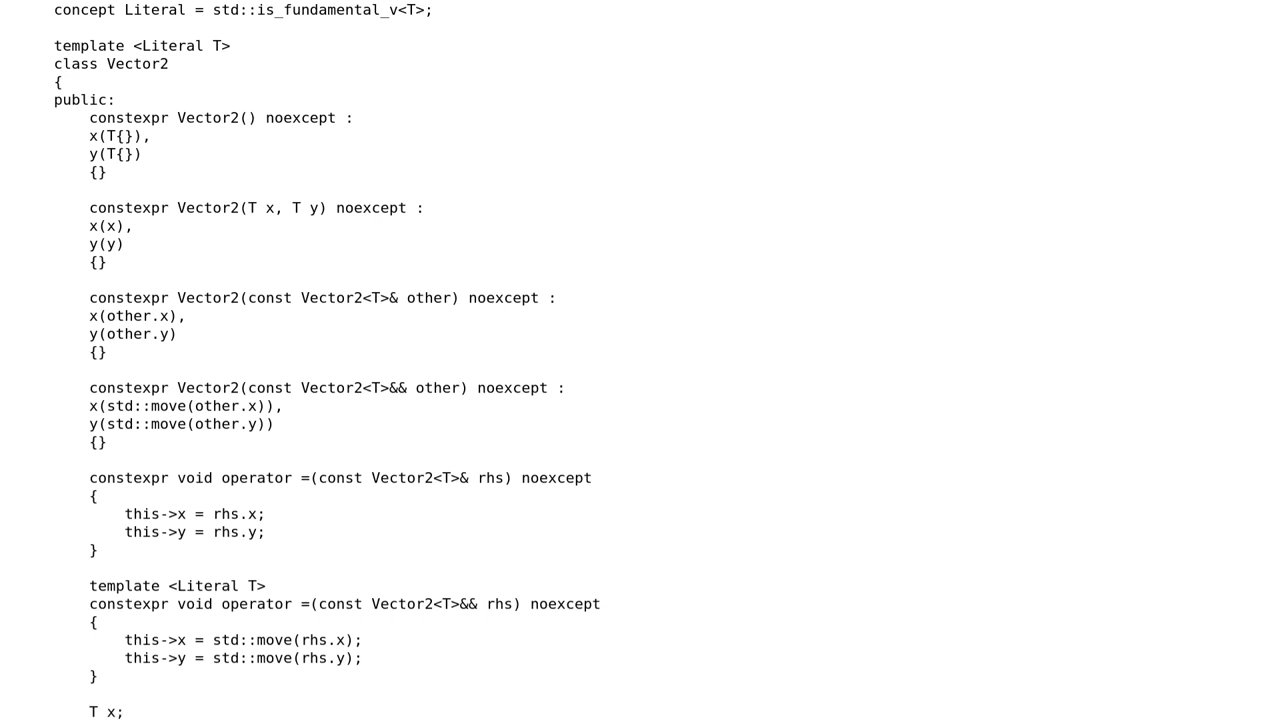 concept Literal = std::is_fundamental_v<T>;
template <Literal T>
class Vector2
{
public:
constexpr Vector2() noexcept :
x(T{}),
y(T{})
{}
constexpr Vector2(T x, T y) noexcept :
x(x),
y(y)
{}
constexpr Vector2(const Vector2<T>& other) noexcept :
x(other.x),
y(other.y)
{}
constexpr Vector2(const Vector2<T>&& other) noexcept :
x(std::move(other.x)),
y(std::move(other.y))
{}
constexpr void operator =(const Vector2<T>& rhs) noexcept
{
this->x = rhs.x;
this->y = rhs.y;
}
template <Literal T>
constexpr void operator =(const Vector2<T>&& rhs) noexcept
{
this->x = std::move(rhs.x);
this->y = std::move(rhs.y);
}
T x;